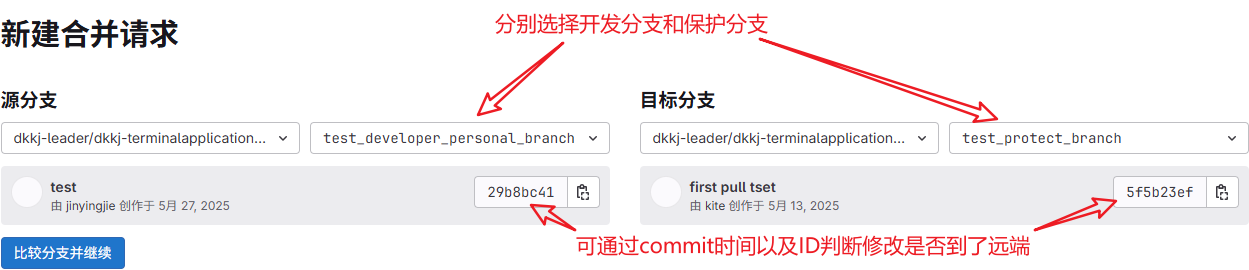 分别选择开发分支和保护分支
新建合并请求
源分支
目标分支
dkkj-leader/dkkj-terminalapplication...
test_developer_personal_branch
dkkj-leader/dkkj-terminalapplication...
test_protect_branch
test
由 jinyingjie 创作于 5月 27, 2025
29b8bc41
first pull tset
由 kite 创作于 5月 13, 2025
5f5b23ef
可通过commit时间以及ID判断修改是否到了远端
比较分支并继续